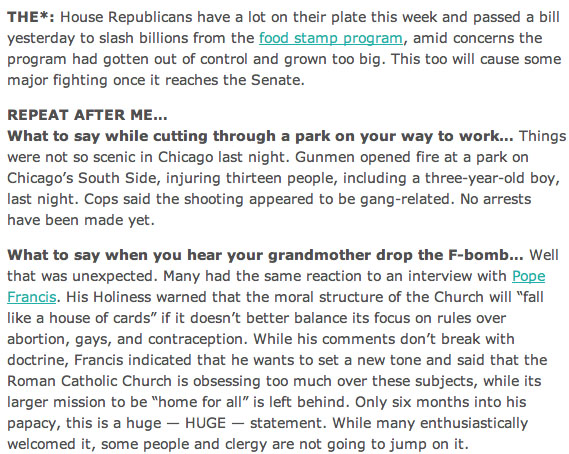 THE*: House Republicans have a lot on their plate this week and passed a bill
yesterday to slash billions from the food stamp program, amid concerns the
program had gotten out of control and grown too big. This too will cause some
major fighting once it reaches the Senate.
REPEAT AFTER ME...
What to say while cutting through a park on your way to work... Things
were not so scenic in Chicago last night. Gunmen opened fire at a park on
Chicago’s South Side, injuring thirteen people, including a three-year-old boy,
last night. Cops said the shooting appeared to be gang-related. No arrests
have been made yet.
What to say when you hear your grandmother drop the F-bomb... Well
that was unexpected. Many had the same reaction to an interview with Pope
Francis. His Holiness warned that the moral structure of the Church will “fall
like a house of cards” if it doesn’t better balance its focus on rules over
abortion, gays, and contraception. While his comments don’t break with
doctrine, Francis indicated that he wants to set a new tone and said that the
Roman Catholic Church is obsessing too much over these subjects, while its
larger mission to be “home for all” is left behind. Only six months into his
papacy, this is a huge — HUGE — statement. While many enthusiastically
welcomed it, some people and clergy are not going to jump on it.